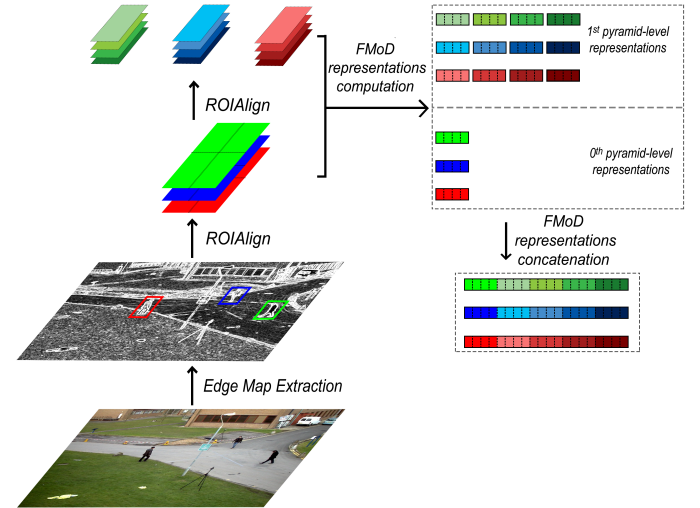 FMoD
representations
computation
1st pyramid-level
representations
ROIAlign
0th pyramid-level
representations
ROIAlign
FMoD
representations
concatenation
Edge Map Extraction